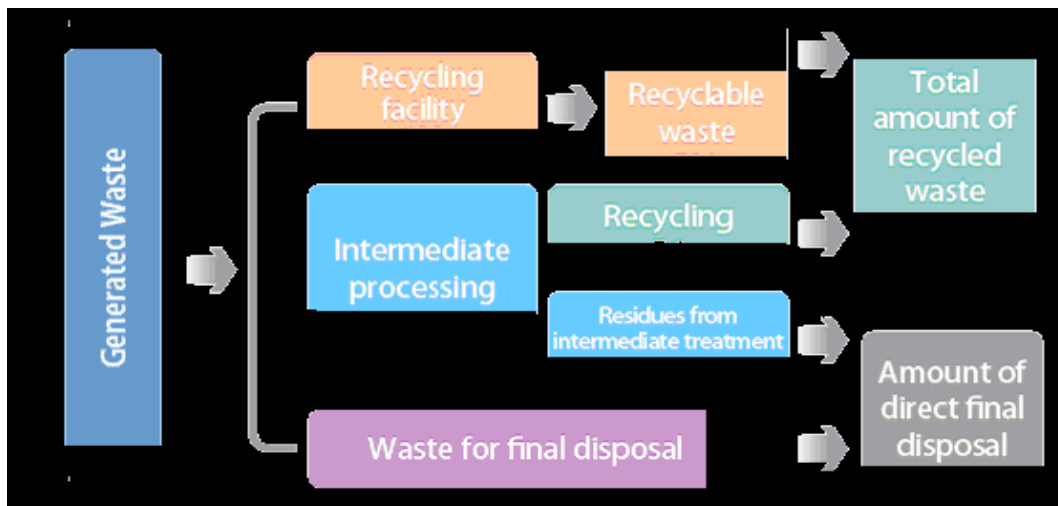 Generated Waste
Recycling
facility
Recyclable
waste
Total
amount of
recycled
waste
Intermediate
processing
Recycling
Residues from
intermediate treatment
Waste for final disposal
Amount of
direct final
disposal